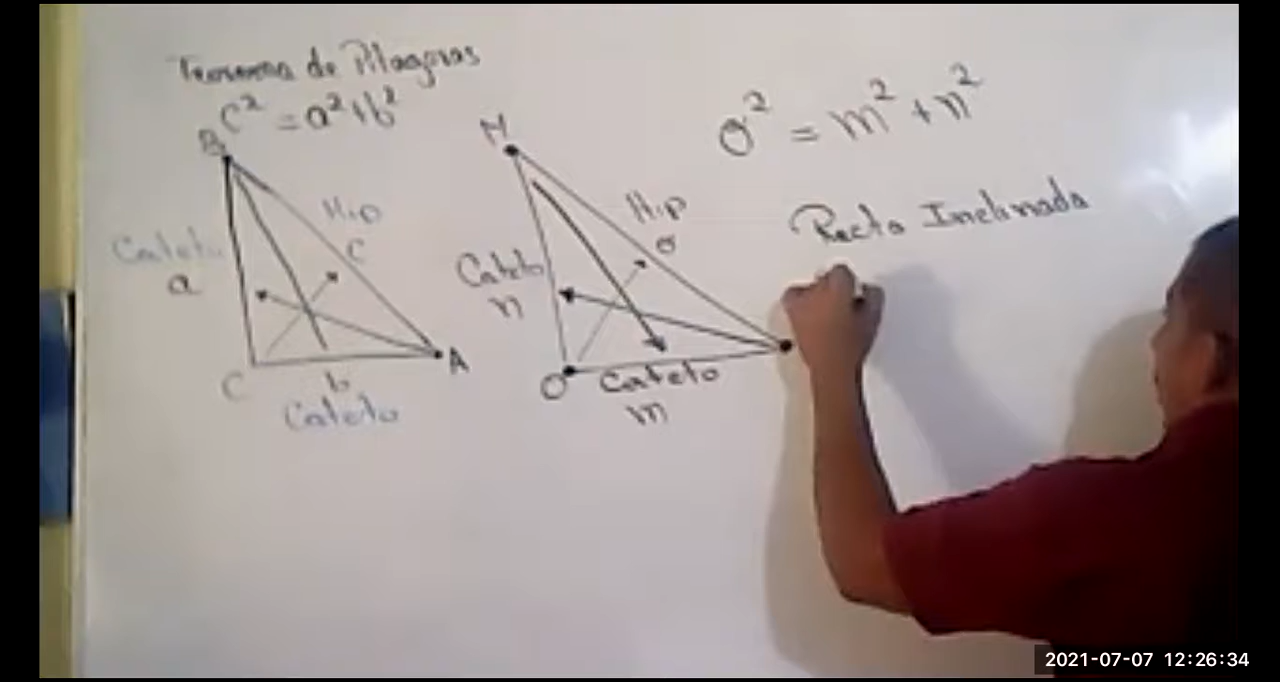 Teorema de Pitagoras
c² = a² + b²
B
Hip
c
Cateto
a
C
b
Cateto
A
M
Hip
o
Cateto
n
O
Cateto
m
o² = m² + n²
Recta Inclinada
2021-07-07 12:26:34